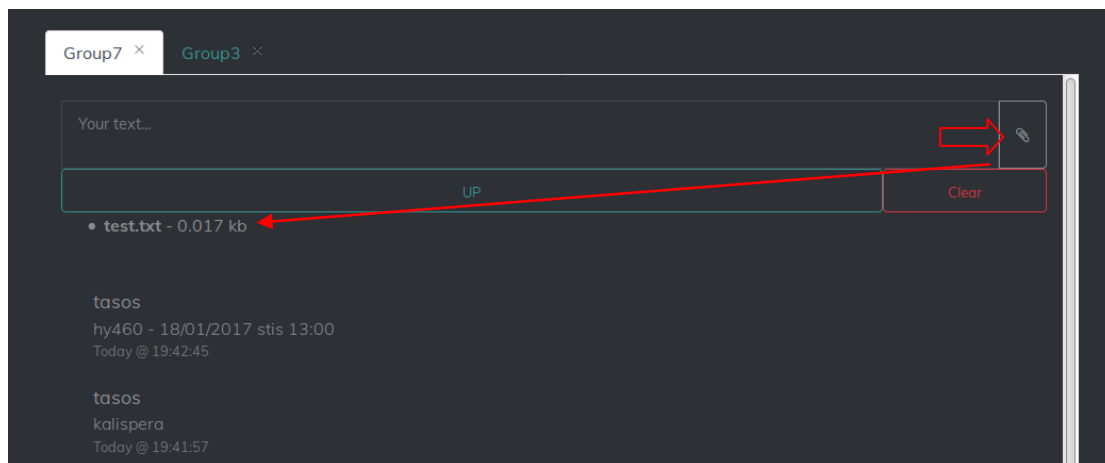 Group7 × Group3 ×
Your text...
UP Clear
• test.txt - 0.017 kb
tasos
hy460 - 18/01/2017 stis 13:00
Today @ 19:42:45
tasos
kalispera
Today @ 19:41:57